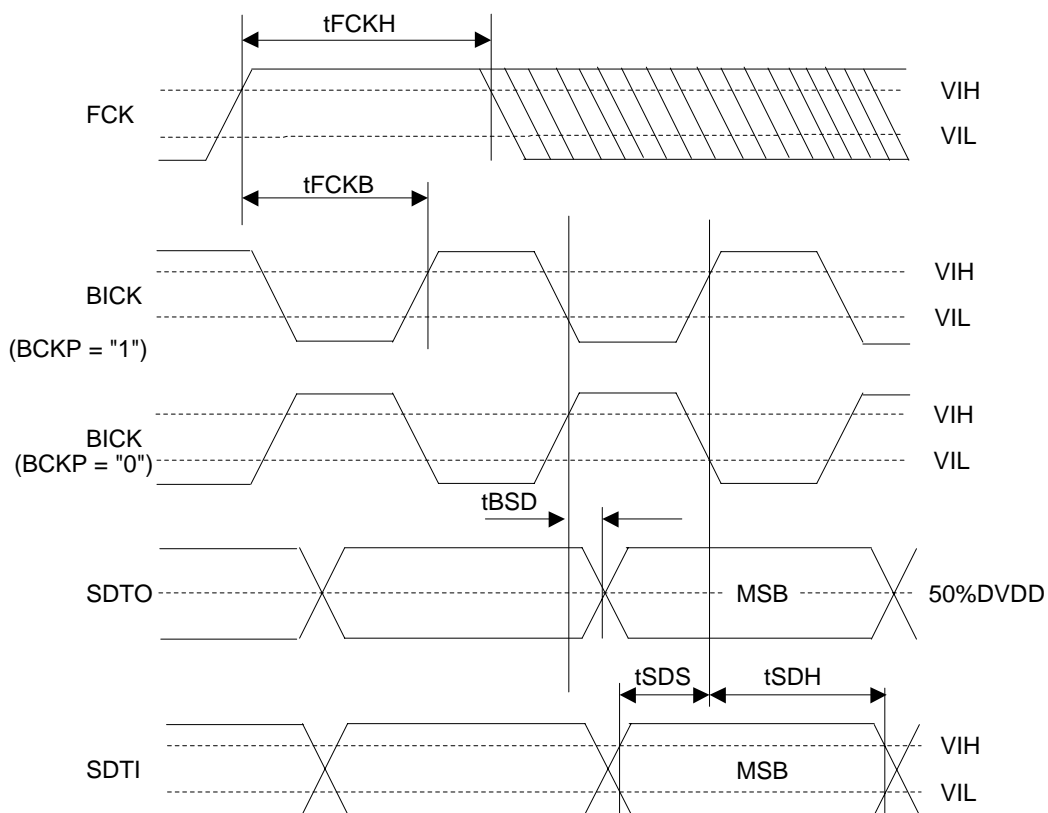 tFCKH
FCK
VIH
VIL
tFCKB
BICK
(BCKP = "1")
VIH
VIL
BICK
(BCKP = "0")
VIH
VIL
tBSD
SDTO
MSB
50%DVDD
tSDS
tSDH
SDTI
MSB
VIH
VIL